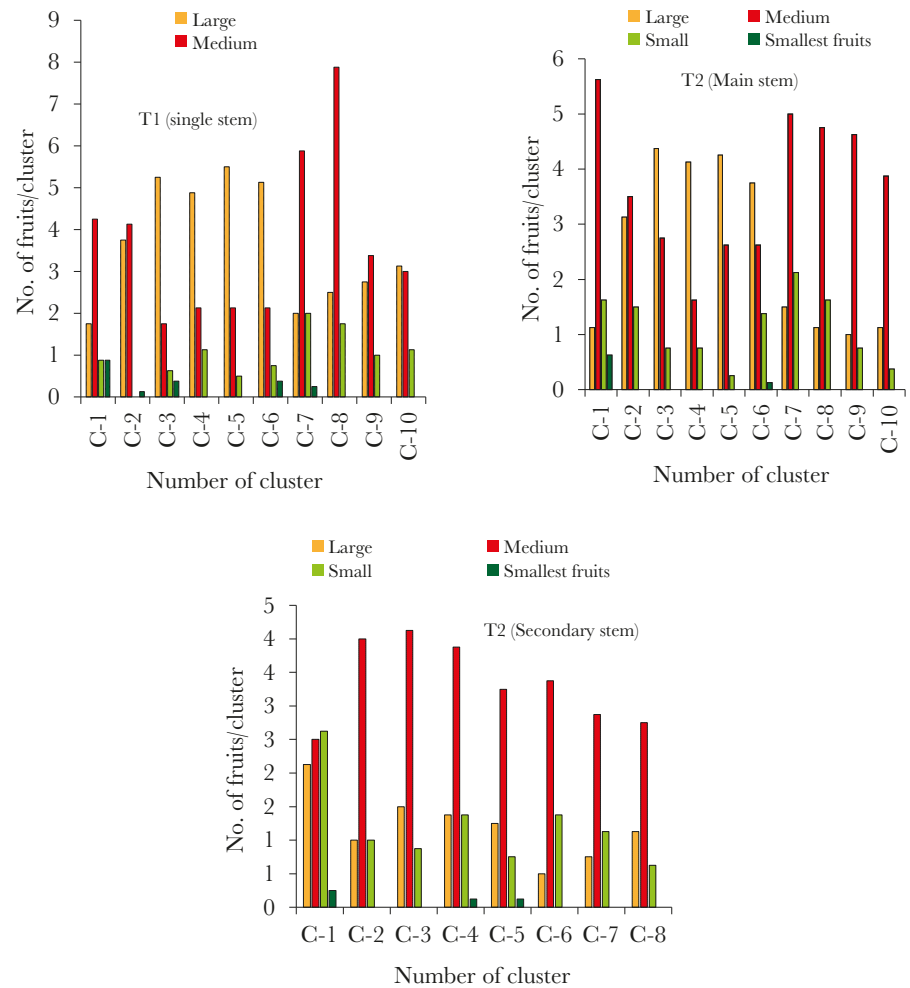 Large
Medium
T1 (single stem)
No. of fruits/cluster
9
8
7
6
5
4
3
2
1
0
C-1 C-2 C-3 C-4 C-5 C-6 C-7 C-8 C-9 C-10
Number of cluster
Large Medium
Small Smallest fruits
T2 (Main stem)
No. of fruits/cluster
6
5
4
3
2
1
0
C-1 C-2 C-3 C-4 C-5 C-6 C-7 C-8 C-9 C-10
Number of cluster
Large Medium
Small Smallest fruits
T2 (Secondary stem)
No. of fruits/cluster
5
4
4
3
3
2
2
1
1
0
C-1 C-2 C-3 C-4 C-5 C-6 C-7 C-8
Number of cluster